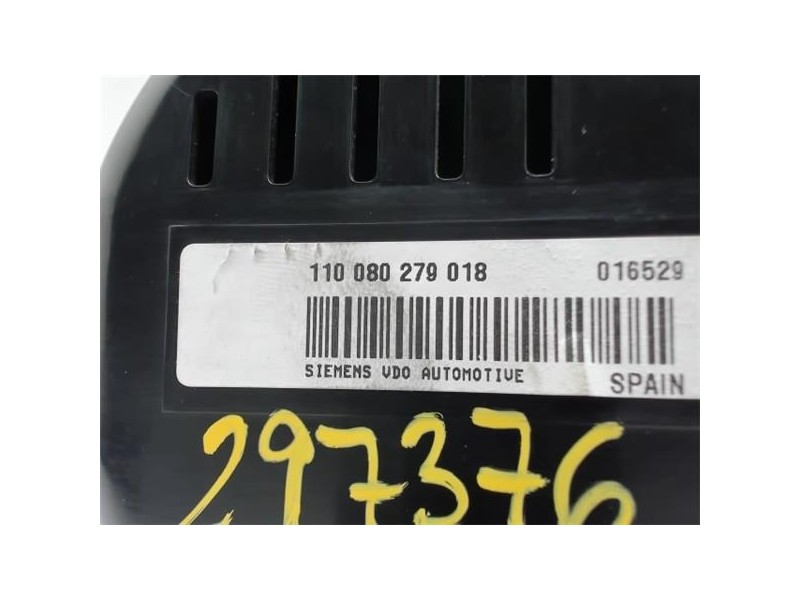 110 080 279 018 016529
SIEMENS VDO AUTOMOTIVE
SPAIN
297376